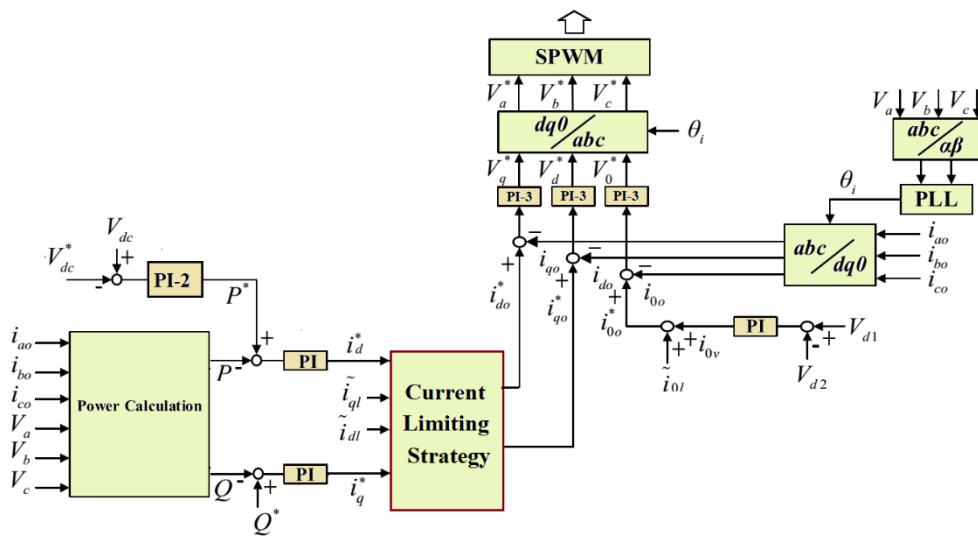 SPWM
V*a V*b V*c
dq0/abc
θi
V*q V*d V*0
PI-3 PI-3 PI-3
Va Vb Vc
abc/αβ
PLL
θi
abc/dq0
iao
ibo
ico
Vdc
V*dc
+
-
PI-2
P*
− − −
+ + +
iqo ido i0o
i*do i*qo i*0o
iao
ibo
ico
Va
Vb
Vc
Power Calculation
P - +
PI
i*d
ĩql
ĩdl
Current
Limiting
Strategy
Q - +
PI
i*q
Q*
+ + i0v
ĩ0l
PI
+
-
Vd1
Vd2